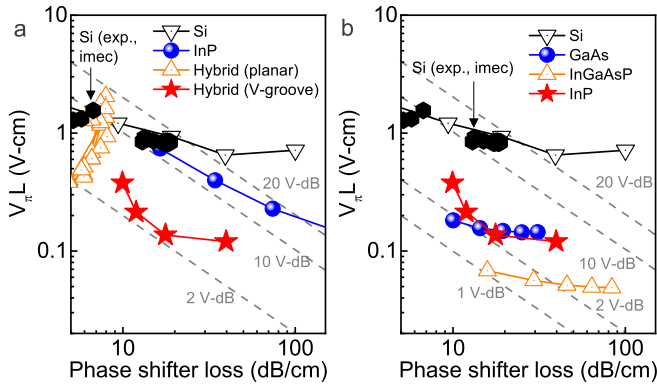 a
Si (exp.,
imec)
Si
InP
Hybrid (planar)
Hybrid (V-groove)
10
1
0.1
VπL (V-cm)
20 V-dB
10 V-dB
2 V-dB
10
100
Phase shifter loss (dB/cm)
b
Si
GaAs
InGaAsP
InP
Si (exp., imec)
10
1
0.1
VπL (V-cm)
20 V-dB
10 V-dB
1 V-dB
2 V-dB
10
100
Phase shifter loss (dB/cm)